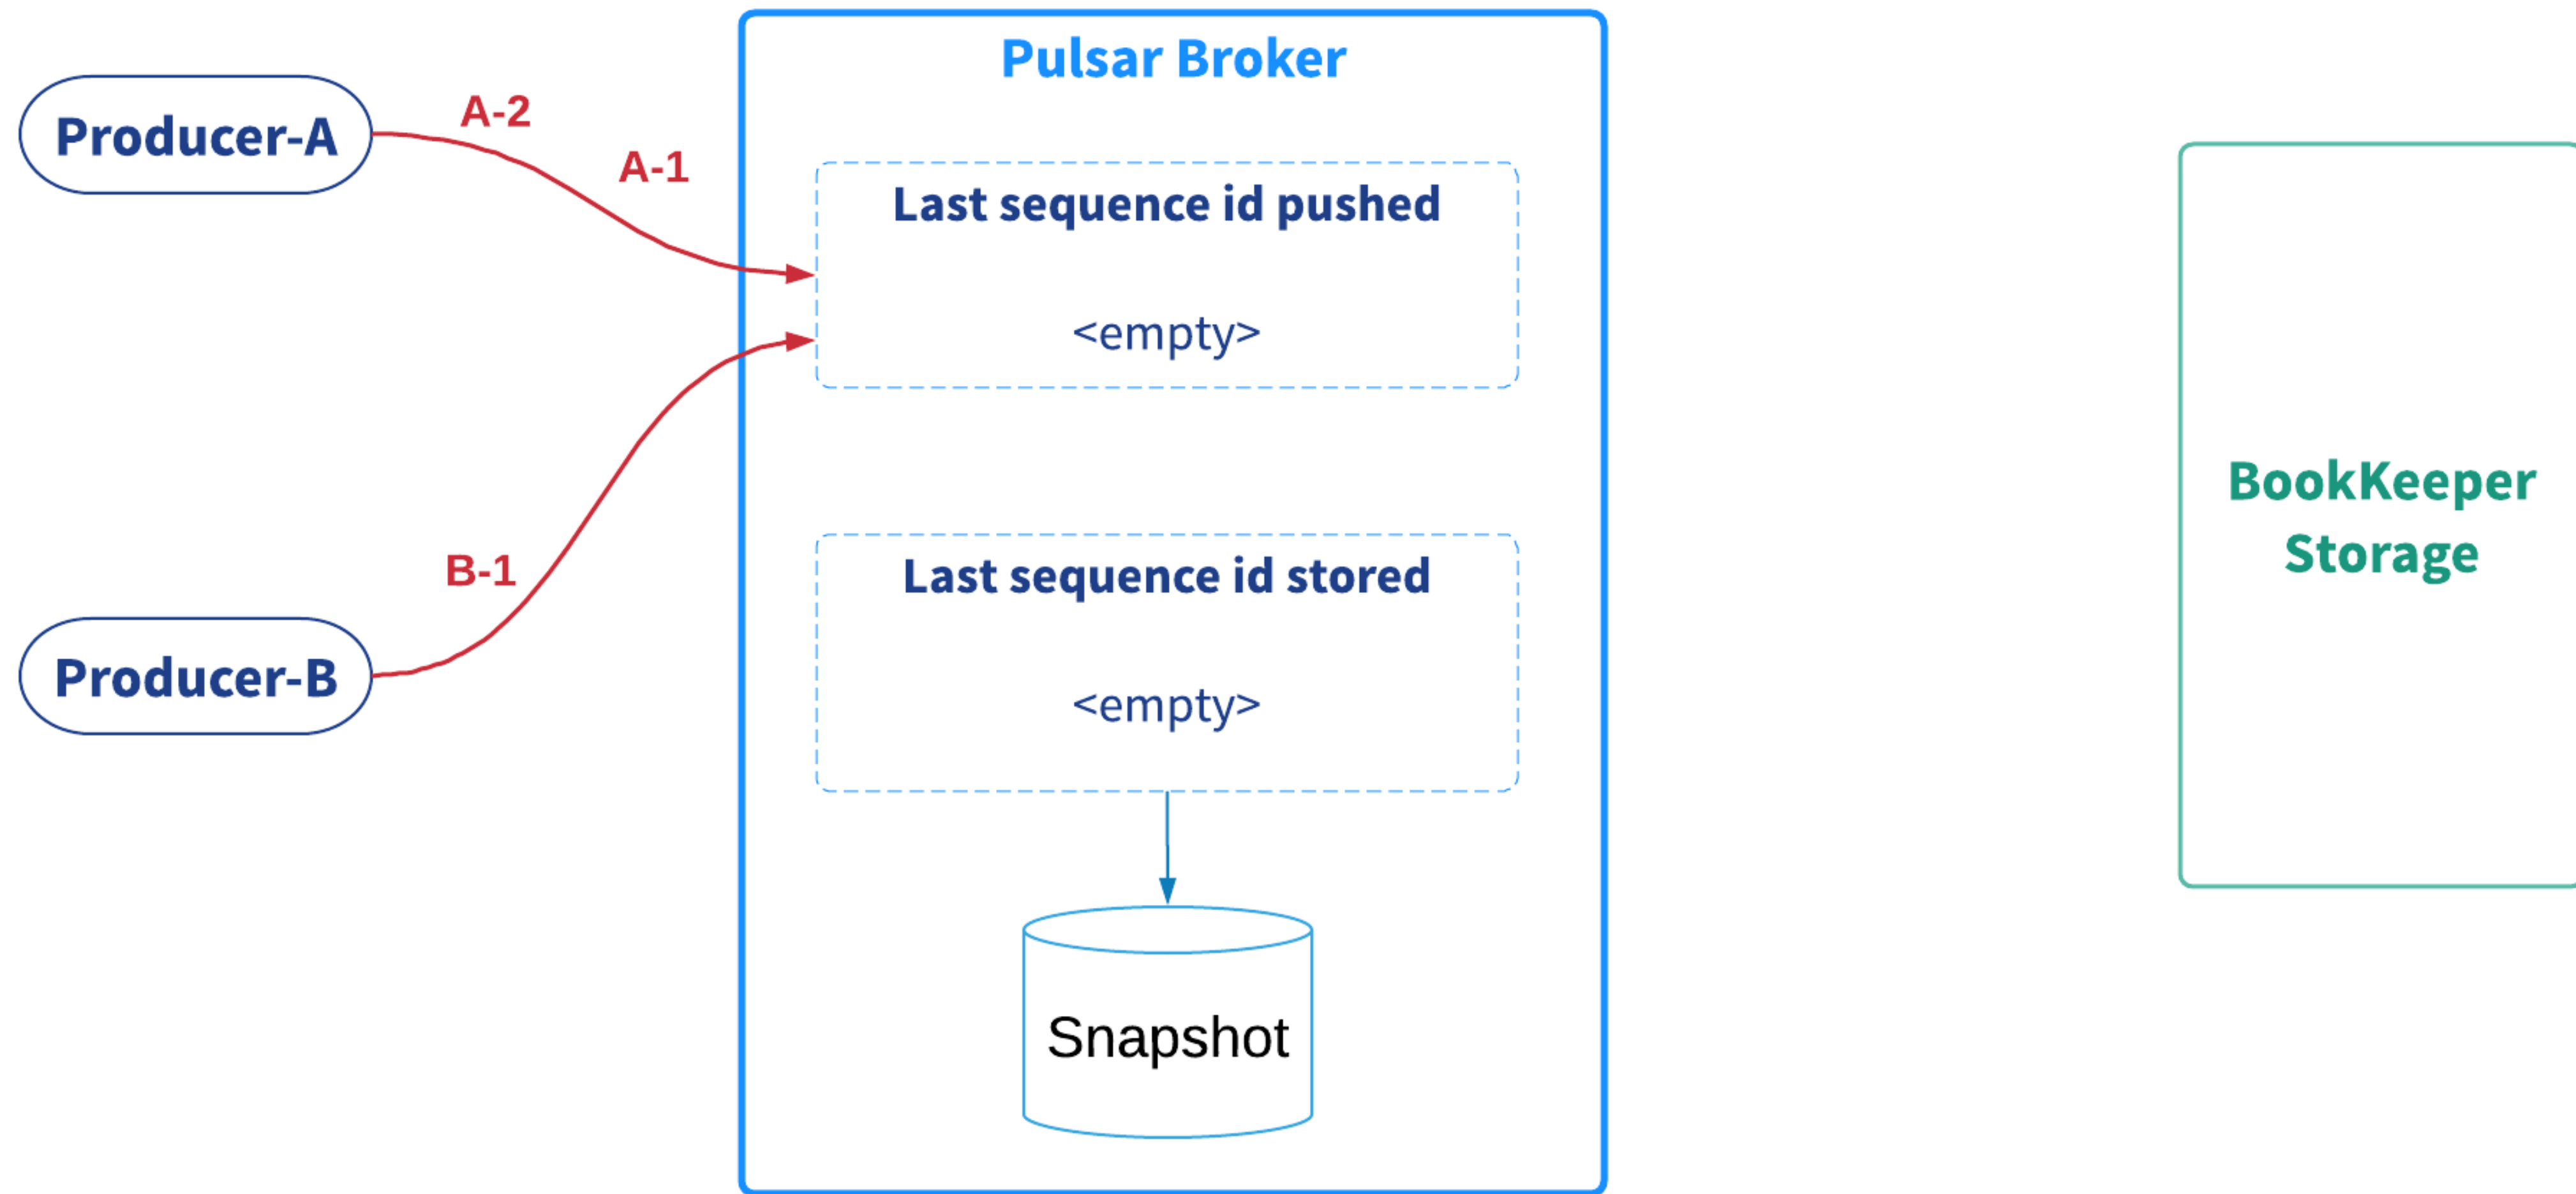 Pulsar Broker
Producer-A
A-2
A-1
Last sequence id pushed
<empty>
B-1
Producer-B
Last sequence id stored
<empty>
Snapshot
BookKeeper
Storage